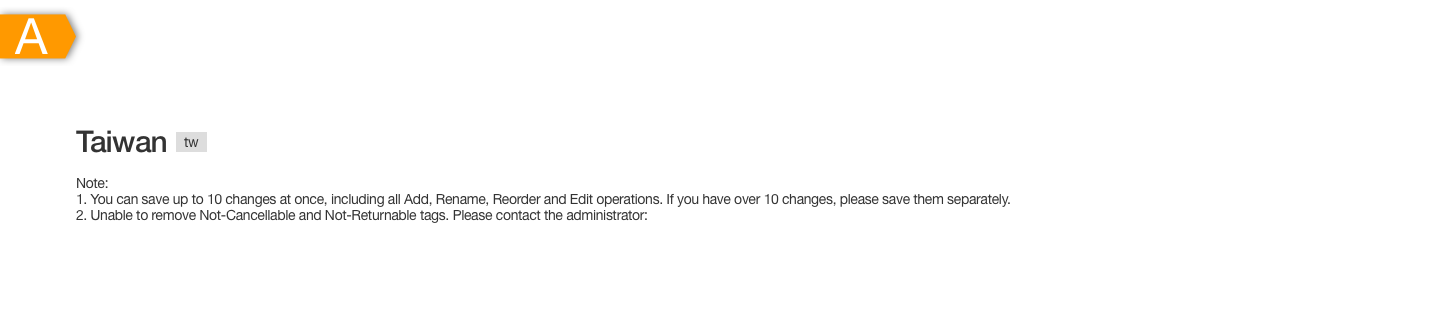 A
Taiwan tw
Note:
1. You can save up to 10 changes at once, including all Add, Rename, Reorder and Edit operations. If you have over 10 changes, please save them separately.
2. Unable to remove Not-Cancellable and Not-Returnable tags. Please contact the administrator: